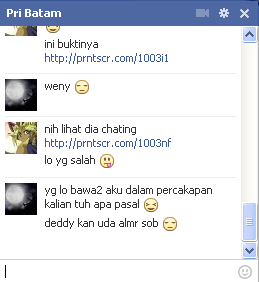 Pri Batam
ini buktinya
http://prntscr.com/1003i1
weny
nih lihat dia chating
http://prntscr.com/1003nf
lo yg salah
yg lo bawa2 aku dalam percakapan
kalian tuh apa pasal
deddy kan uda almr sob